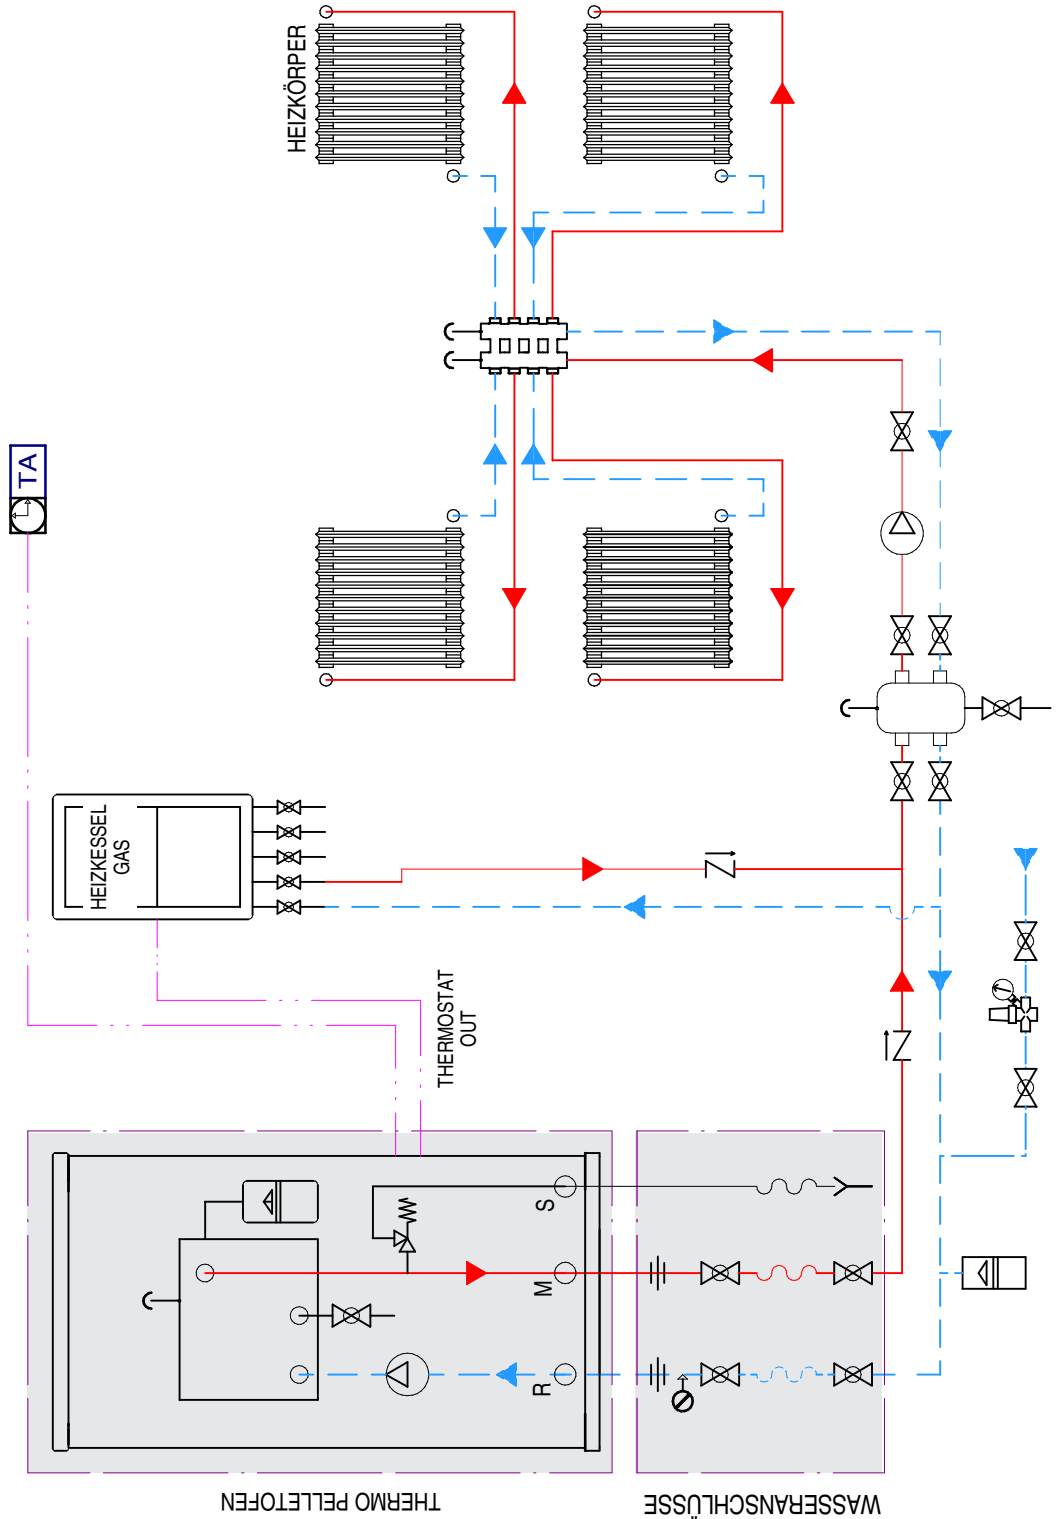 HEIZKÖRPER
TA
HEIZKESSEL
GAS
THERMOSTAT
OUT
S
M
R
THERMO PELLETOFEN
WASSERANSCHLÜSSE